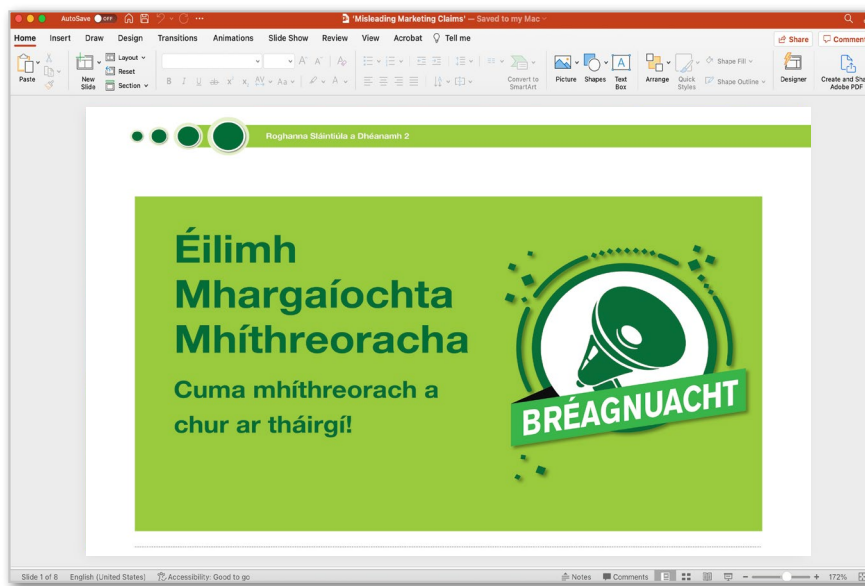 AutoSave OFF
'Misleading Marketing Claims' — Saved to my Mac
Home Insert Draw Design Transitions Animations Slide Show Review View Acrobat Tell me
Share Comment
Paste
New Slide
Layout
Reset
Section
Convert to SmartArt
Picture Shapes Text Box
Arrange Quick Styles
Shape Fill
Shape Outline
Designer
Create and Sha
Adobe PDF
Roghanna Sláintiúla a Dhéanamh 2
Éilimh
Mhargaíochta
Mhíthreoracha
Cuma mhíthreorach a
chur ar tháirgí!
BRÉAGNUACHT
Slide 1 of 8 English (United States) Accessibility: Good to go Notes Comments 172%